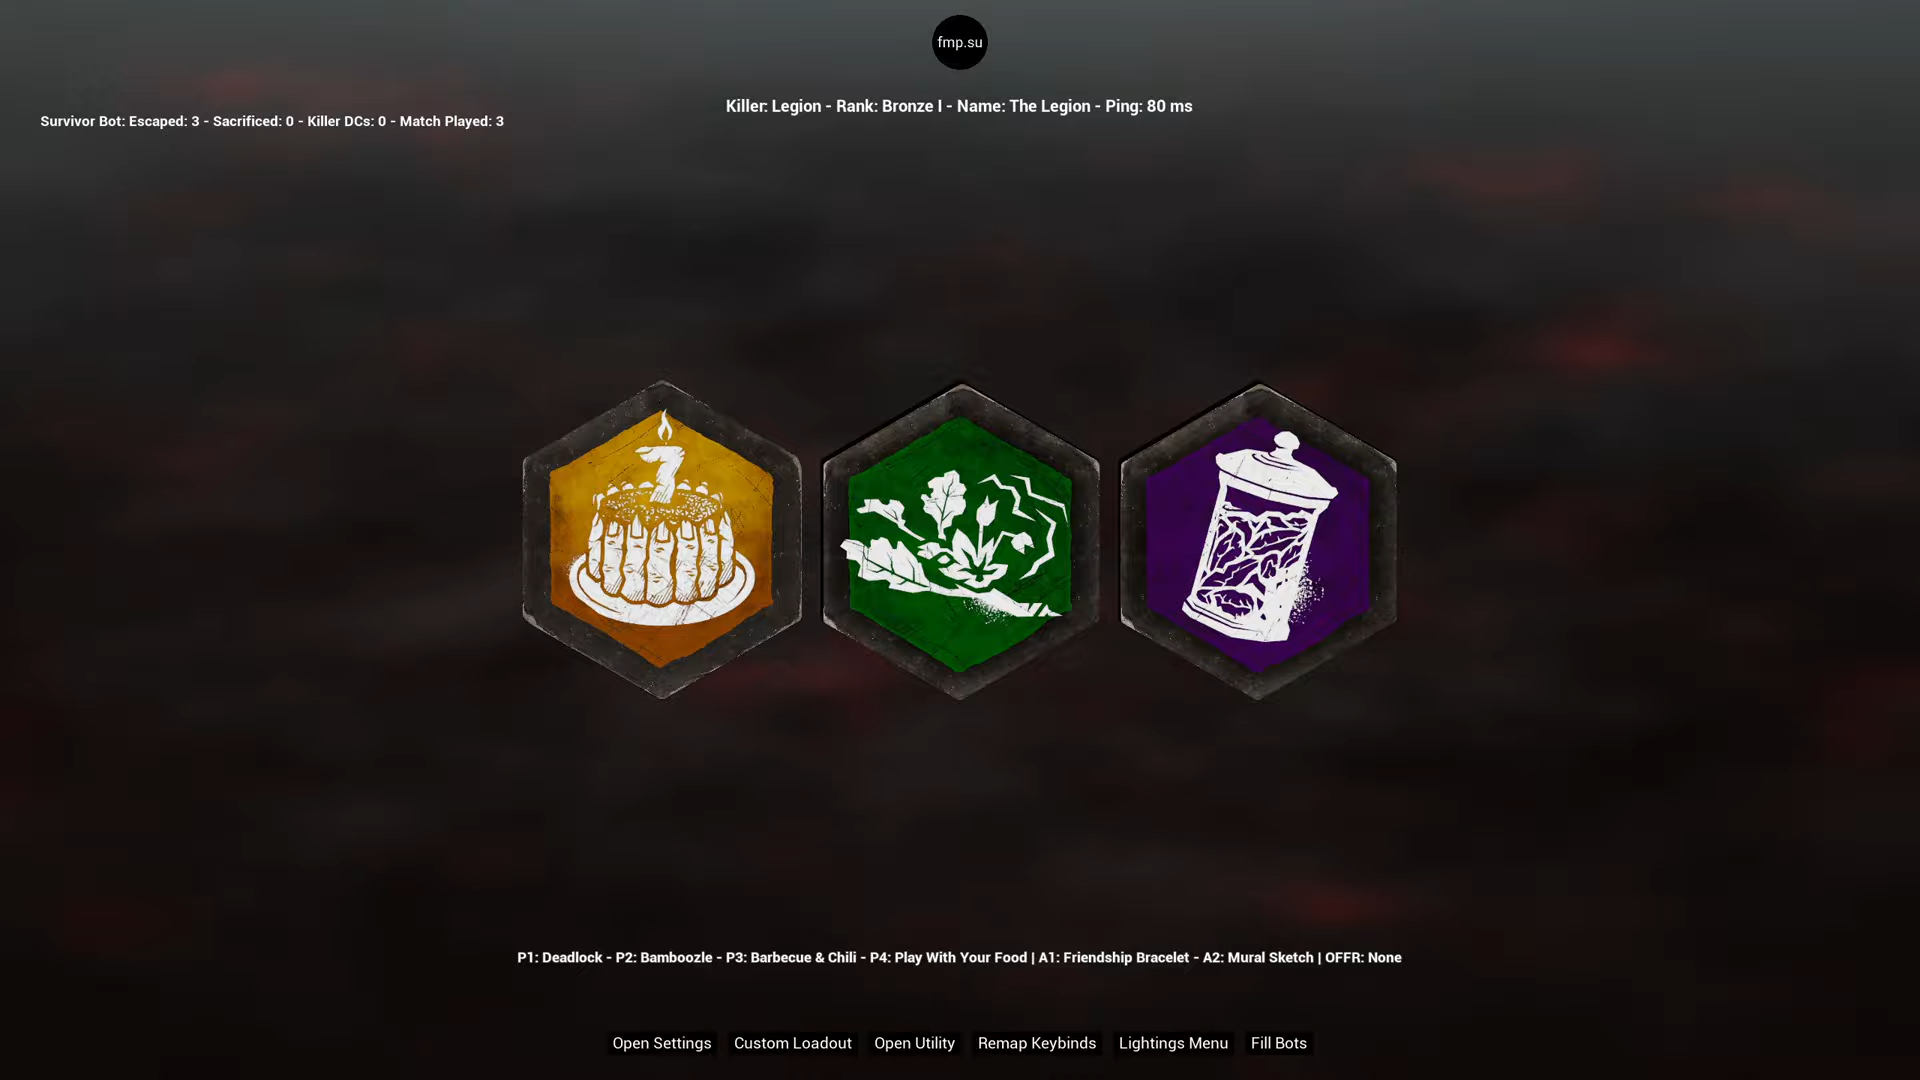 fmp.su
Killer: Legion - Rank: Bronze I - Name: The Legion - Ping: 80 ms
Survivor Bot: Escaped: 3 - Sacrificed: 0 - Killer DCs: 0 - Match Played: 3
7
P1: Deadlock - P2: Bamboozle - P3: Barbecue & Chili - P4: Play With Your Food | A1: Friendship Bracelet - A2: Mural Sketch | OFFR: None
Open Settings Custom Loadout Open Utility Remap Keybinds Lightings Menu Fill Bots